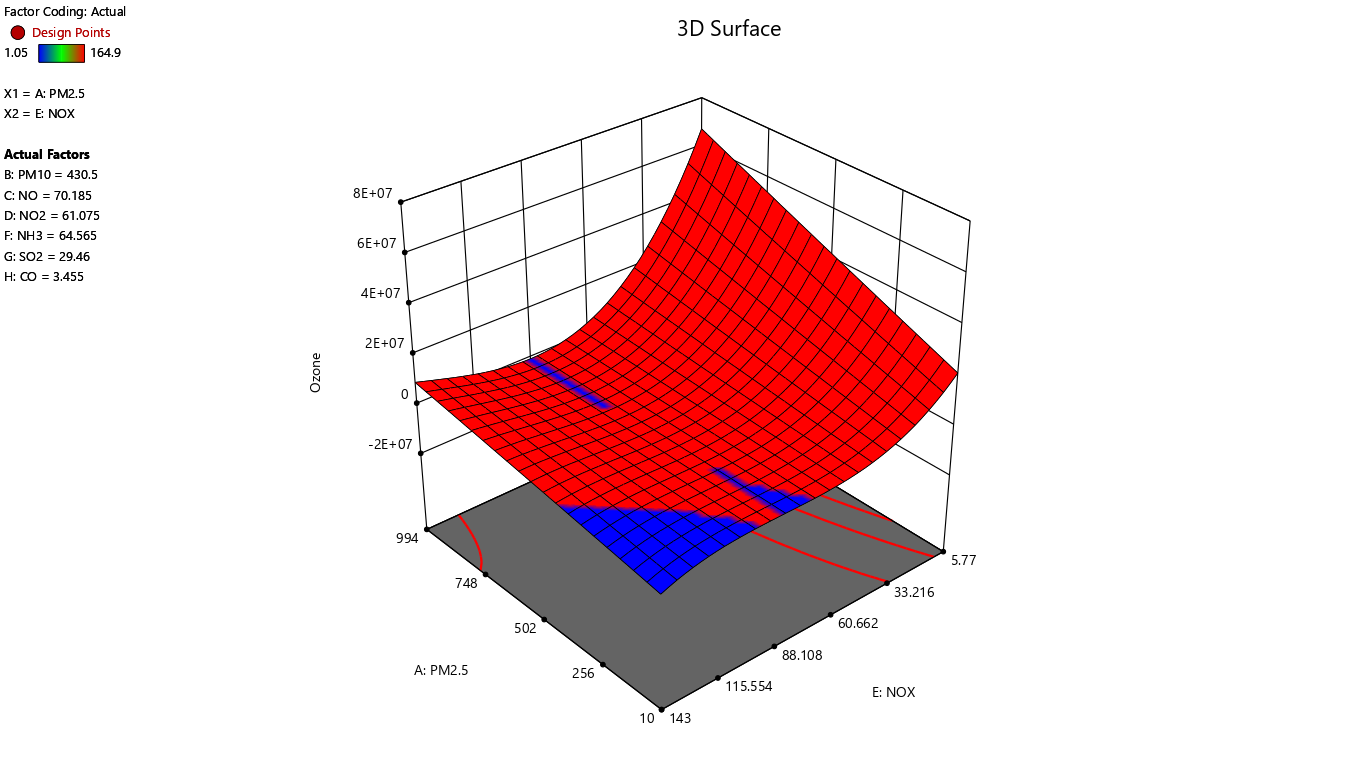 Factor Coding: Actual
3D Surface
Design Points
1.05 164.9
X1 = A: PM2.5
X2 = E: NOX
Actual Factors
B: PM10 = 430.5
C: NO = 70.185
D: NO2 = 61.075
F: NH3 = 64.565
G: SO2 = 29.46
H: CO = 3.455
8E+07
6E+07
4E+07
2E+07
0
-2E+07
Ozone
994
748
502
256
10
A: PM2.5
143
115.554
88.108
60.662
33.216
5.77
E: NOX